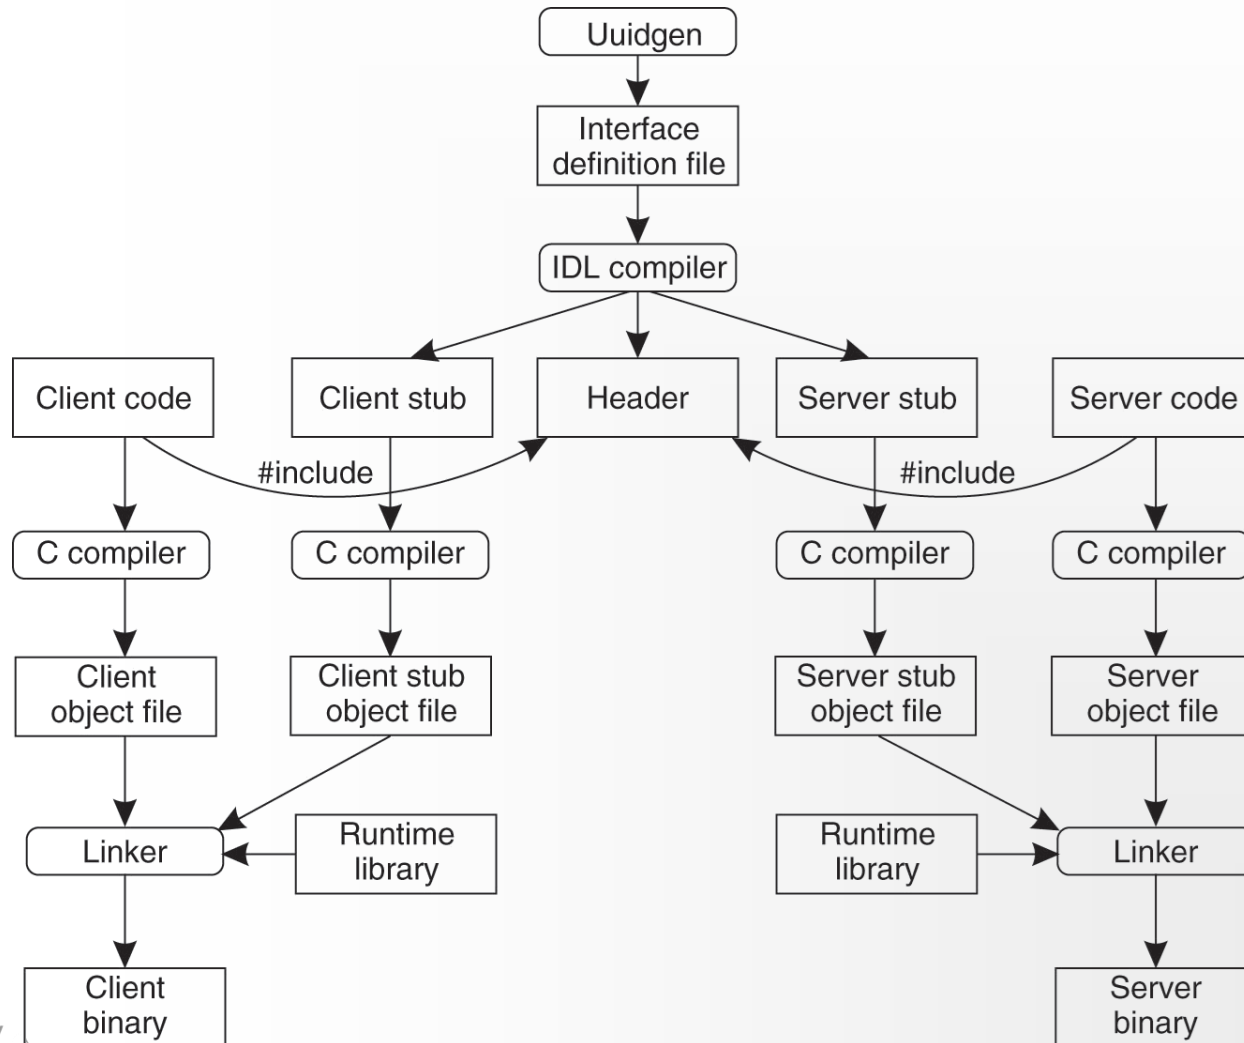 Uuidgen
Interface
definition file
IDL compiler
Client code
Client stub
Header
Server stub
Server code
#include
#include
C compiler
C compiler
C compiler
C compiler
Client
object file
Client stub
object file
Server stub
object file
Server
object file
Linker
Runtime
library
Runtime
library
Linker
Client
binary
Server
binary